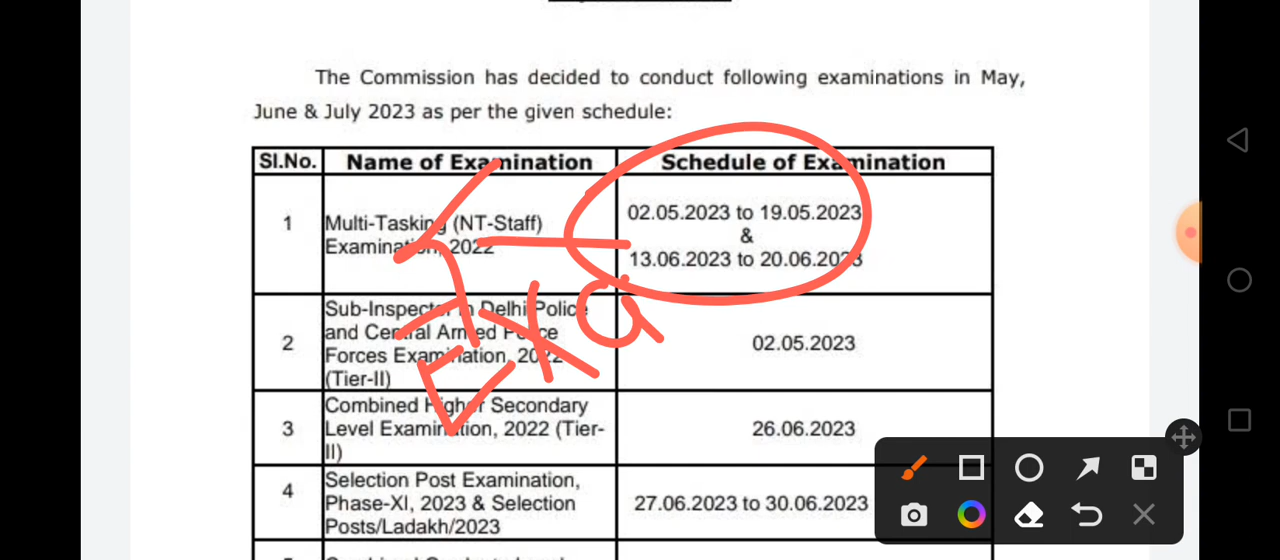 The Commission has decided to conduct following examinations in May,
June & July 2023 as per the given schedule:
Sl.No. Name of Examination Schedule of Examination
1 Multi-Tasking (NT-Staff) Examination, 2022 02.05.2023 to 19.05.2023 & 13.06.2023 to 20.06.2023
2 Sub-Inspector in Delhi Police and Central Armed Police Forces Examination, 2022 (Tier-II) 02.05.2023
3 Combined Higher Secondary Level Examination, 2022 (Tier-II) 26.06.2023
4 Selection Post Examination, Phase-XI, 2023 & Selection Posts/Ladakh/2023 27.06.2023 to 30.06.2023
Exa